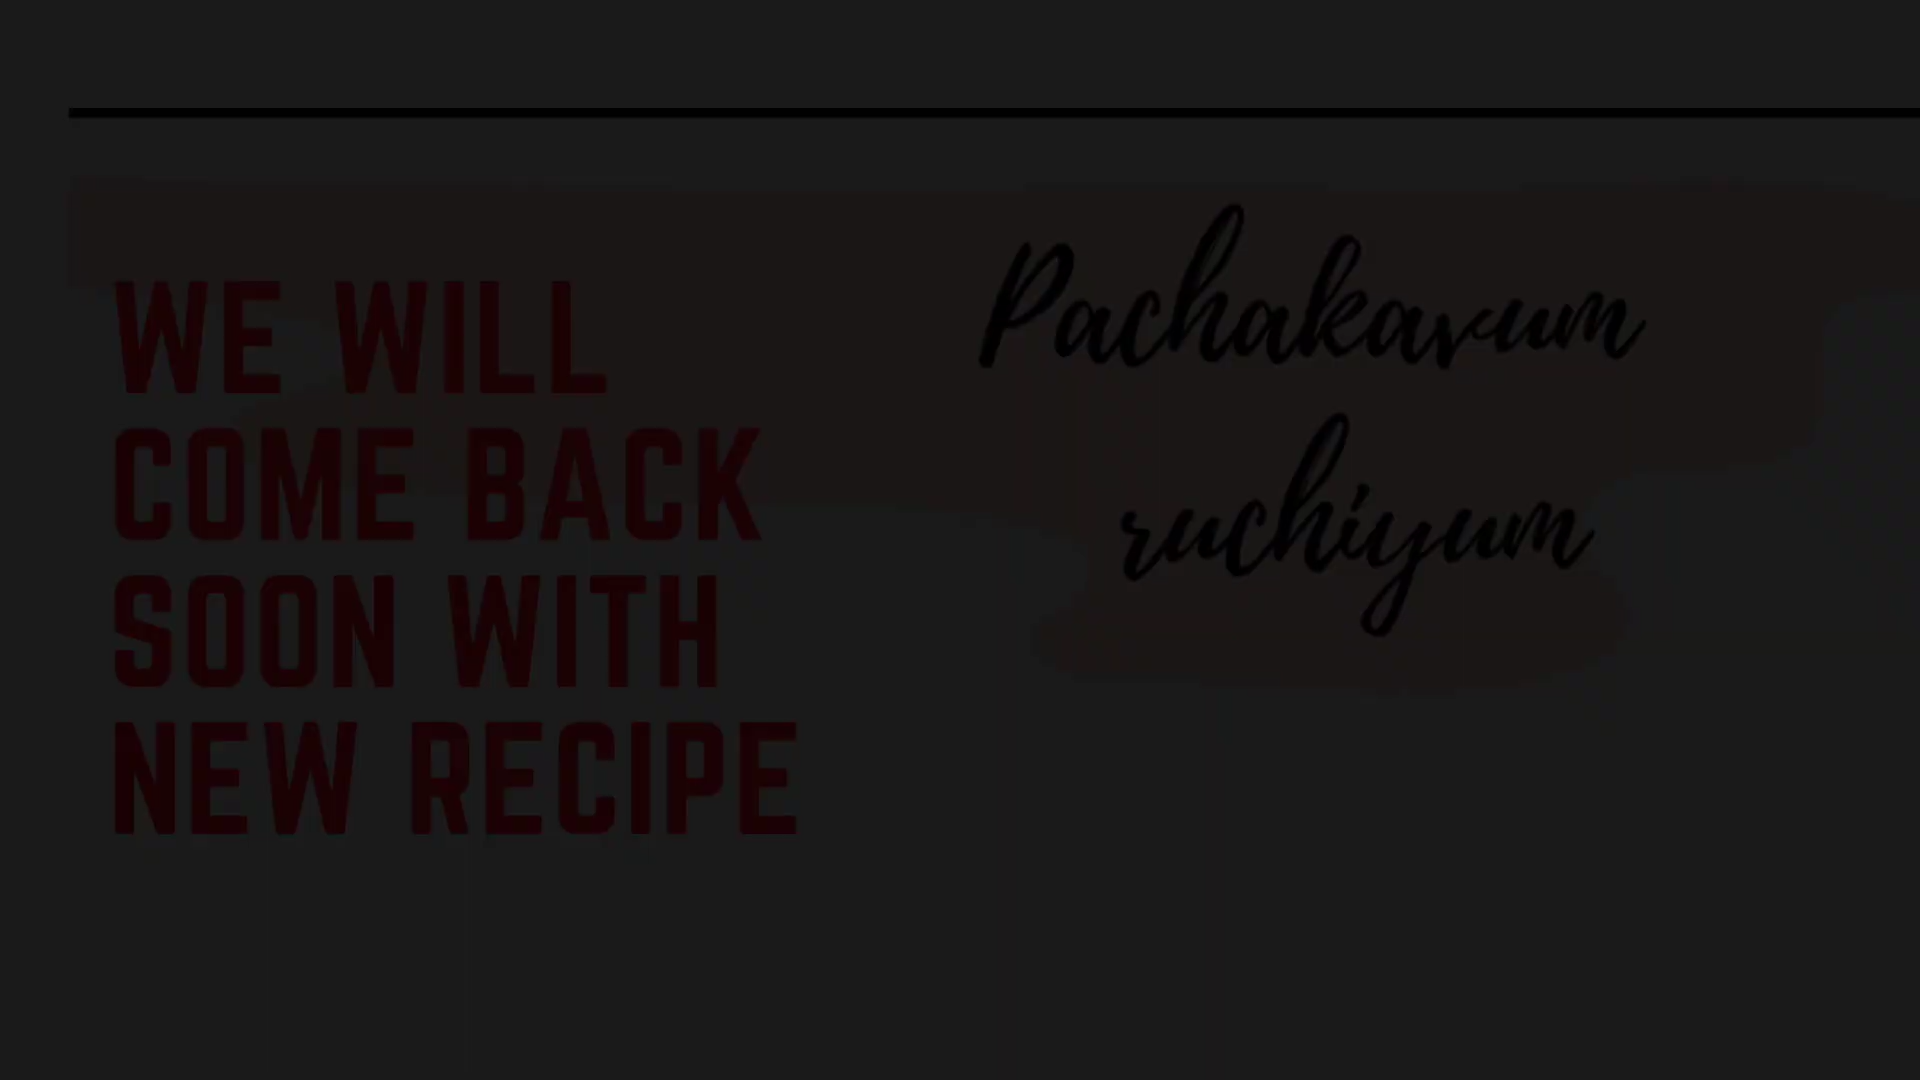 WE WILL
COME BACK
SOON WITH
NEW RECIPE
Pachakavum
ruchiyum